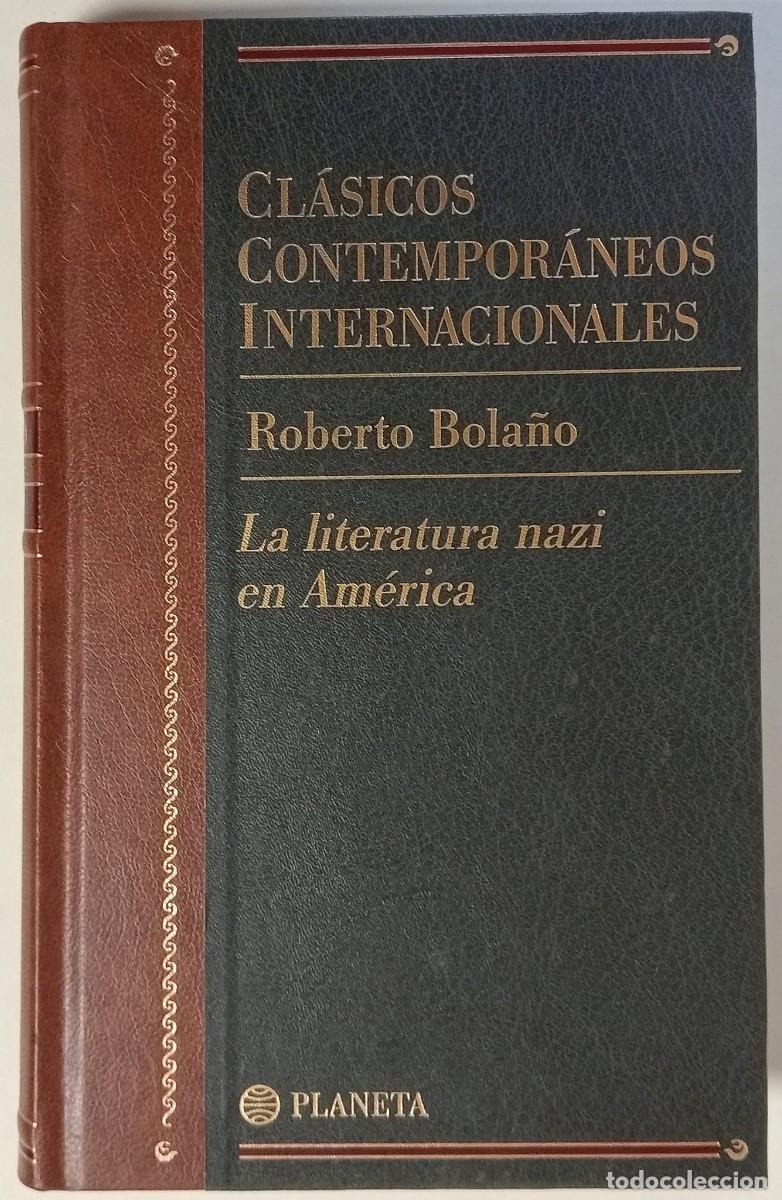 CLÁSICOS
CONTEMPORÁNEOS
INTERNACIONALES
Roberto Bolaño
La literatura nazi
en América
PLANETA
todocoleccion